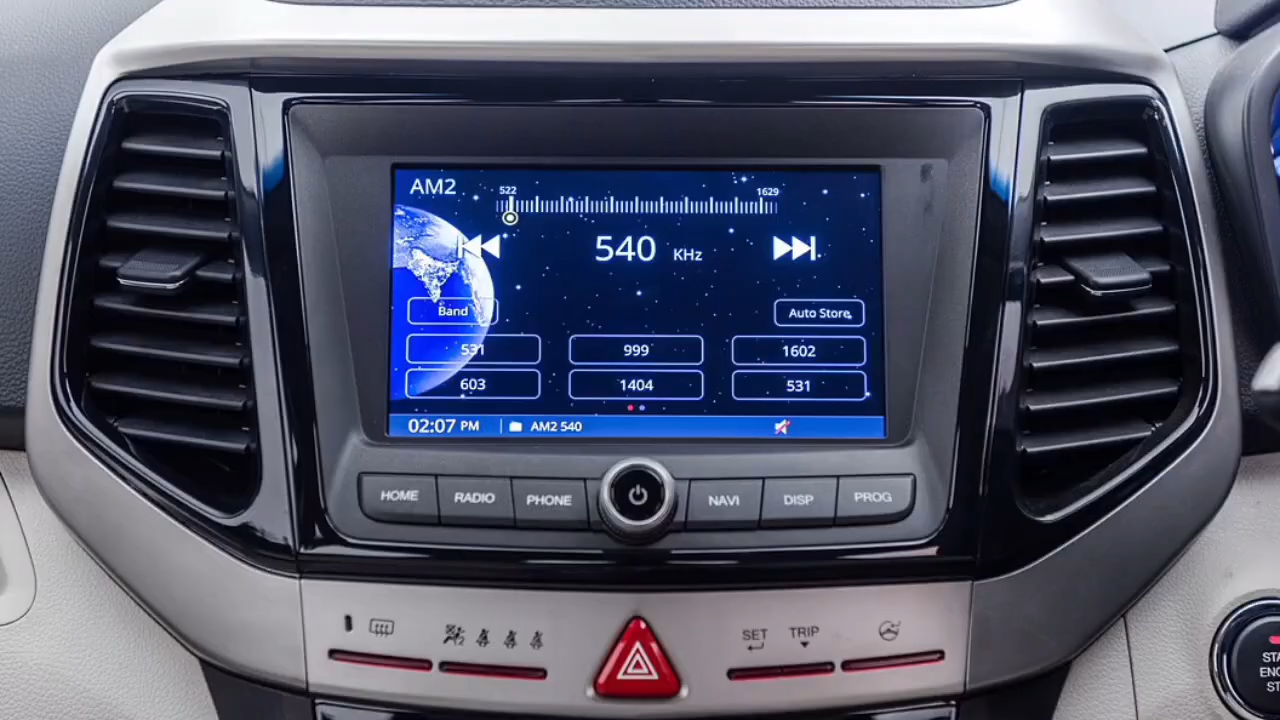 AM2
522
1629
540 KHz
Band
Auto Store
531
999
1602
603
1404
531
02:07 PM
AM2 540
HOME
RADIO
PHONE
NAVI
DISP
PROG
SET
TRIP